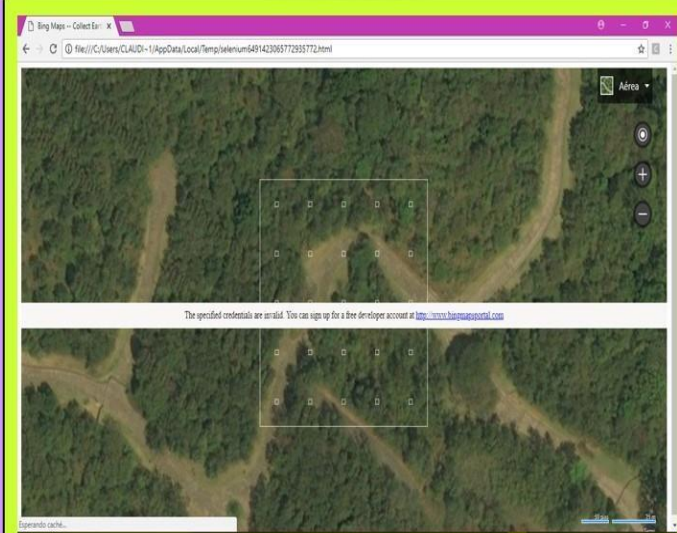 Bing Maps -- Collect Ear
file:///C:/Users/CLAUDI~1/AppData/Local/Temp/selenium6491423065772935772.html
Aérea
The specified credentials are invalid. You can sign up for a free developer account at http://www.bingmapsportal.com
Esperando caché...